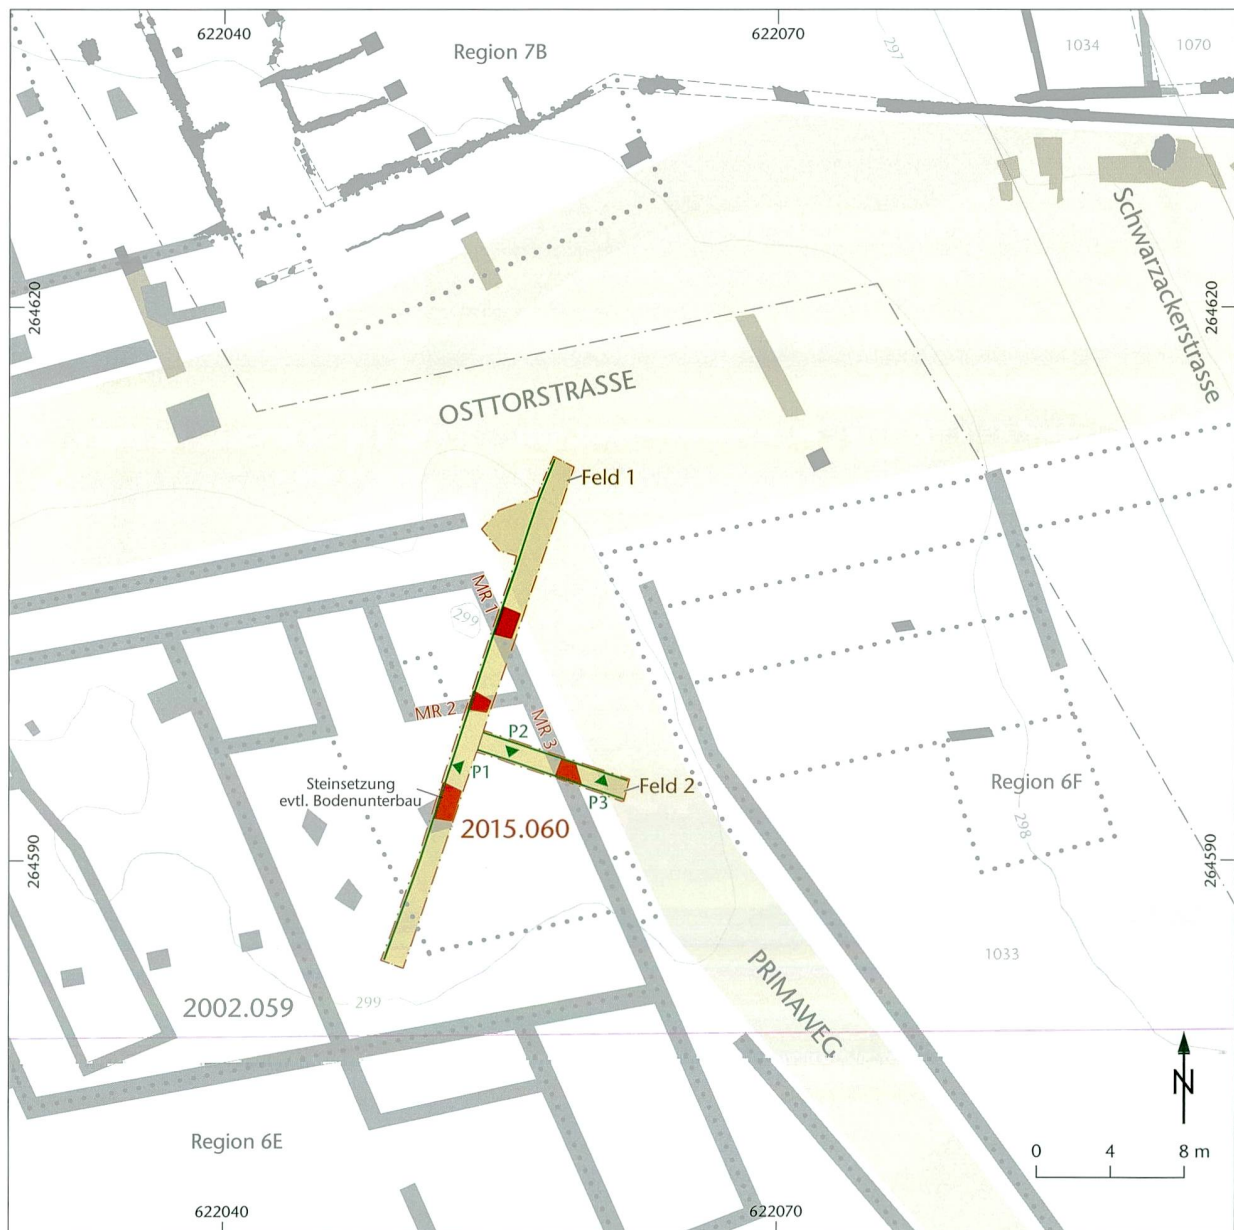 622040
622070
Region 7B
297
1034
1070
Schwarzackerstrasse
264620
264620
OSTTORSTRASSE
Feld 1
MR 1
299
MR 2
MR 3
P2
P1
Steinsetzung
evtl. Bodenunterbau
P3
Feld 2
Region 6F
2015.060
298
264590
264590
1033
PRIMAWEG
2002.059
299
N
Region 6E
0 4 8 m
622040
622070